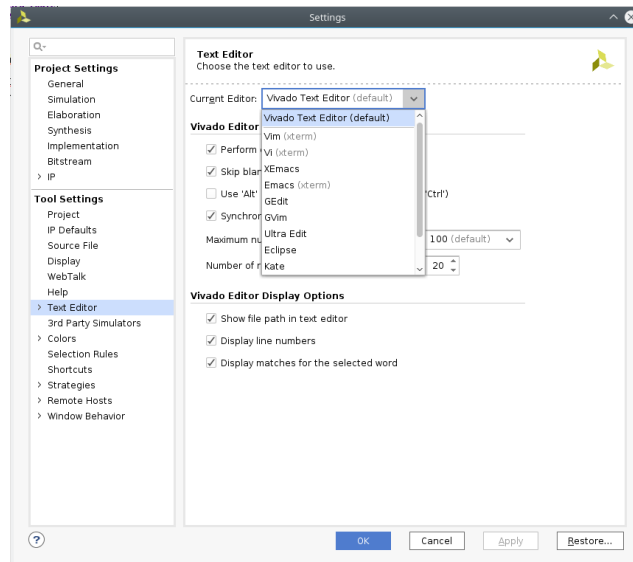 Settings
Q-
Project Settings
General
Simulation
Elaboration
Synthesis
Implementation
Bitstream
> IP
Tool Settings
Project
IP Defaults
Source File
Display
WebTalk
Help
> Text Editor
3rd Party Simulators
> Colors
Selection Rules
Shortcuts
> Strategies
> Remote Hosts
> Window Behavior
Text Editor
Choose the text editor to use.
Current Editor: Vivado Text Editor (default)
Vivado Text Editor (default)
Vim (xterm)
Vi (xterm)
XEmacs
Emacs (xterm)
GEdit
GVim
Ultra Edit
Eclipse
Kate
Vivado Editor
Perform
Skip
Use 'Alt' 'Ctrl')
Maximum 100 (default)
Number of 20
Vivado Editor Display Options
Show file path in text editor
Display line numbers
Display matches for the selected word
?
OK
Cancel
Apply
Restore...